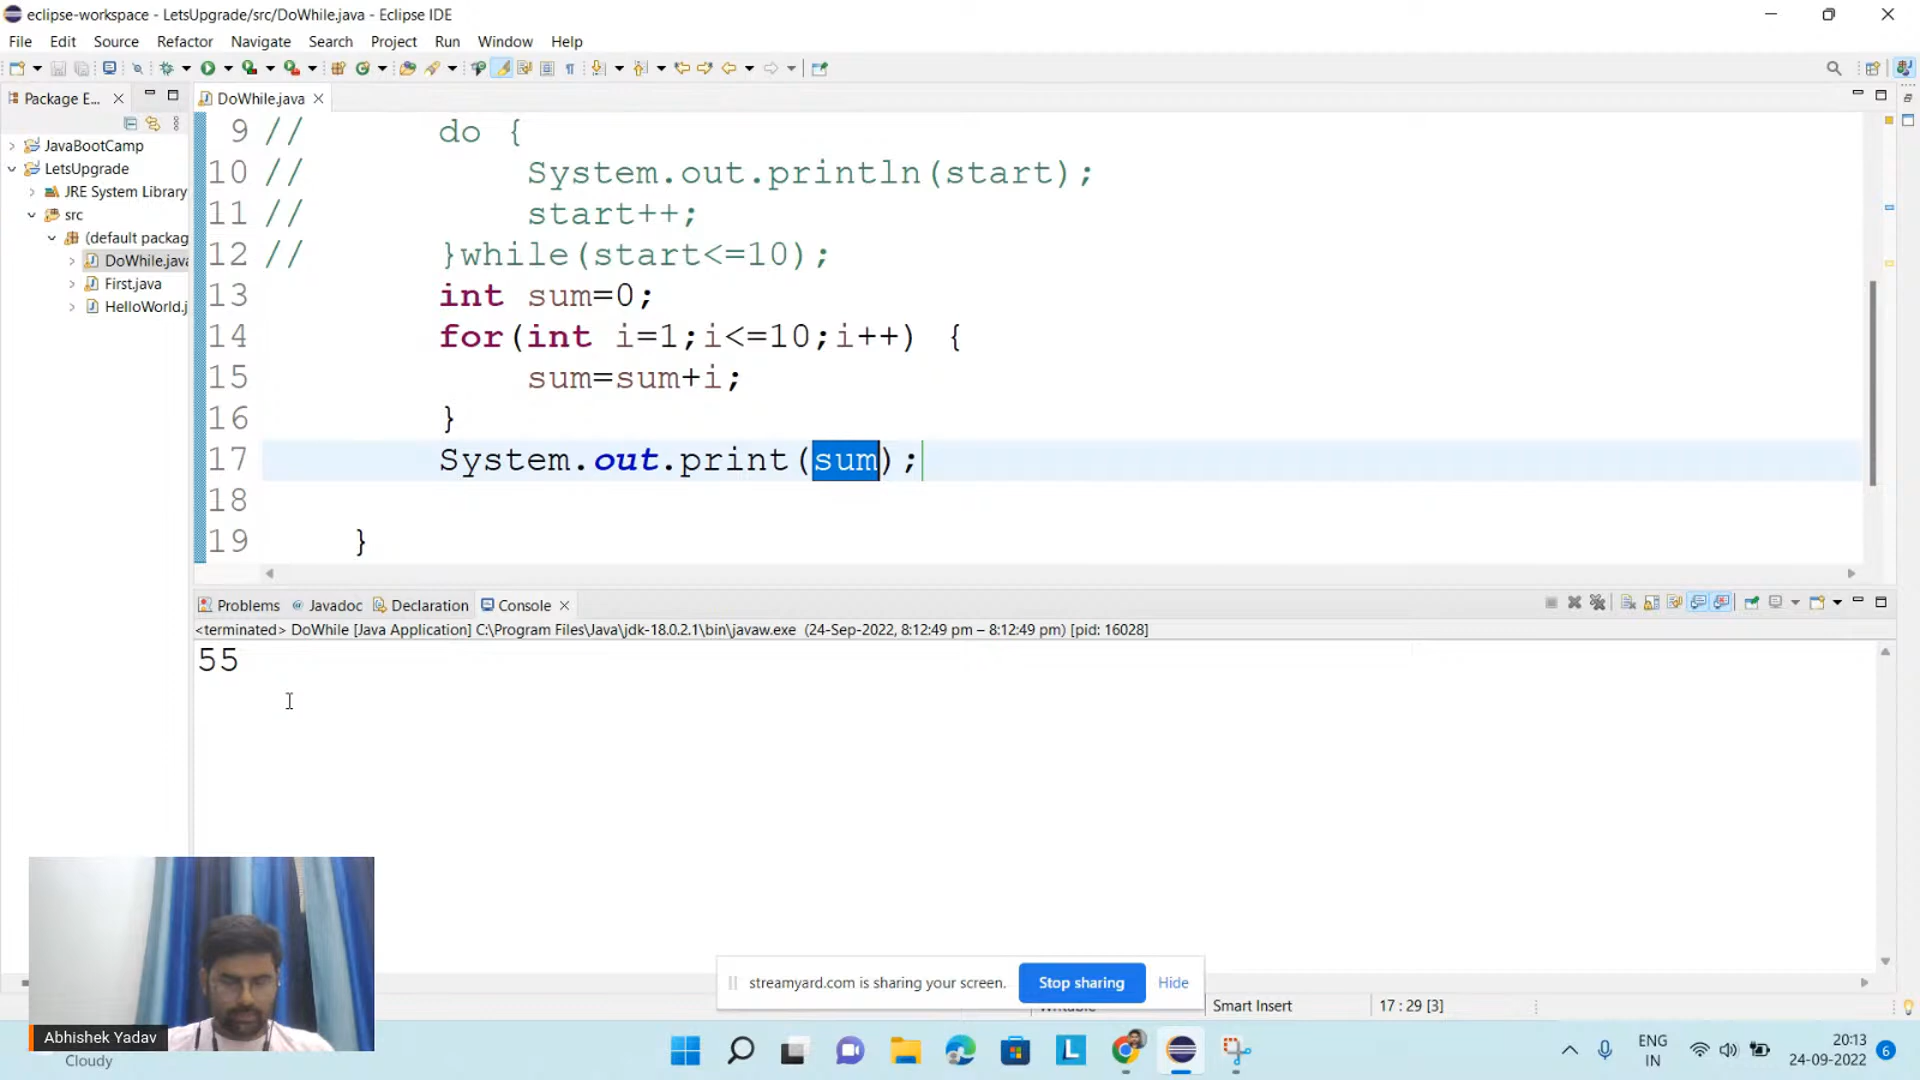 eclipse-workspace - LetsUpgrade/src/DoWhile.java - Eclipse IDE
File Edit Source Refactor Navigate Search Run Project Window Help
Package E...
DoWhile.java
JavaBootCamp
LetsUpgrade
JRE System Library
src
(default packag
DoWhile.java
First.java
HelloWorld.j
9 // do {
10 // System.out.println(start);
11 // start++;
12 // }while(start<=10);
13 int sum=0;
14 for(int i=1;i<=10;i++) {
15 sum=sum+i;
16 }
17 System.out.print(sum);
18
19 }
Problems @ Javadoc Declaration Console
<terminated> DoWhile [Java Application] C:\Program Files\Java\jdk-18.0.2.1\bin\javaw.exe (24-Sep-2022, 8:12:49 pm – 8:12:49 pm) [pid: 16028]
55
streamyard.com is sharing your screen. Stop sharing Hide
Writable Smart Insert 17 : 29 [3]
Abhishek Yadav
Cloudy
L
ENG
IN
20:13
24-09-2022
6